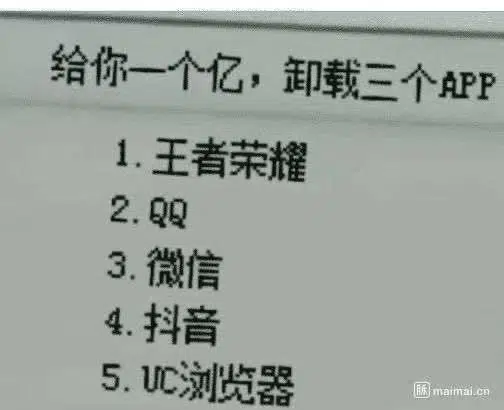 给你一个亿，卸载三个APP
1.王者荣耀
2.QQ
3.微信
4.抖音
5.UC浏览器
脉 maimai.cn